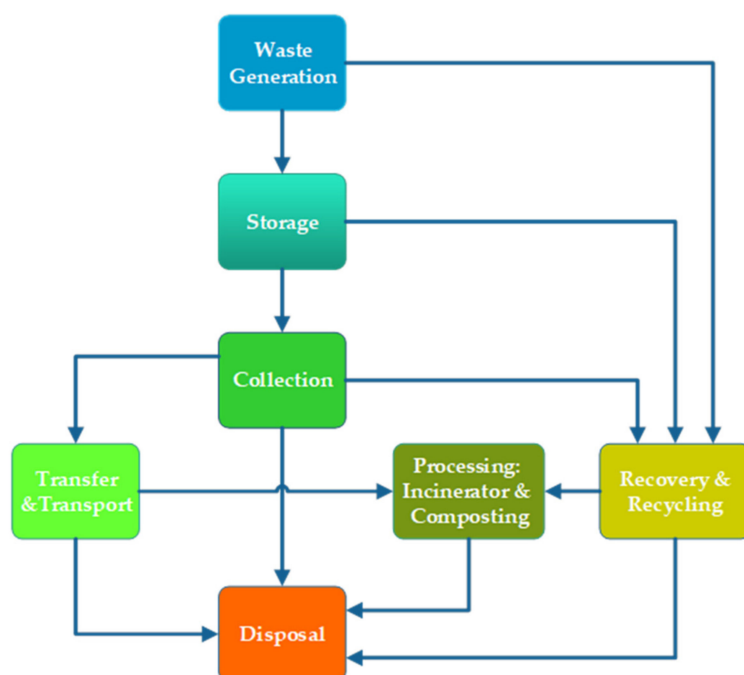 Waste
Generation
Storage
Collection
Transfer
&Transport
Processing:
Incinerator &
Composting
Recovery &
Recycling
Disposal